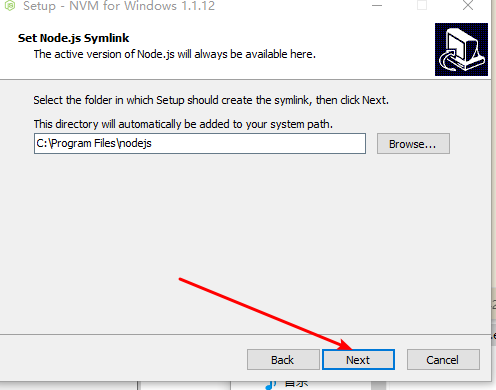 Setup - NVM for Windows 1.1.12
Set Node.js Symlink
The active version of Node.js will always be available here.
Select the folder in which Setup should create the symlink, then click Next.
This directory will automatically be added to your system path.
C:\Program Files\nodejs
Browse...
Back
Next
Cancel
音乐